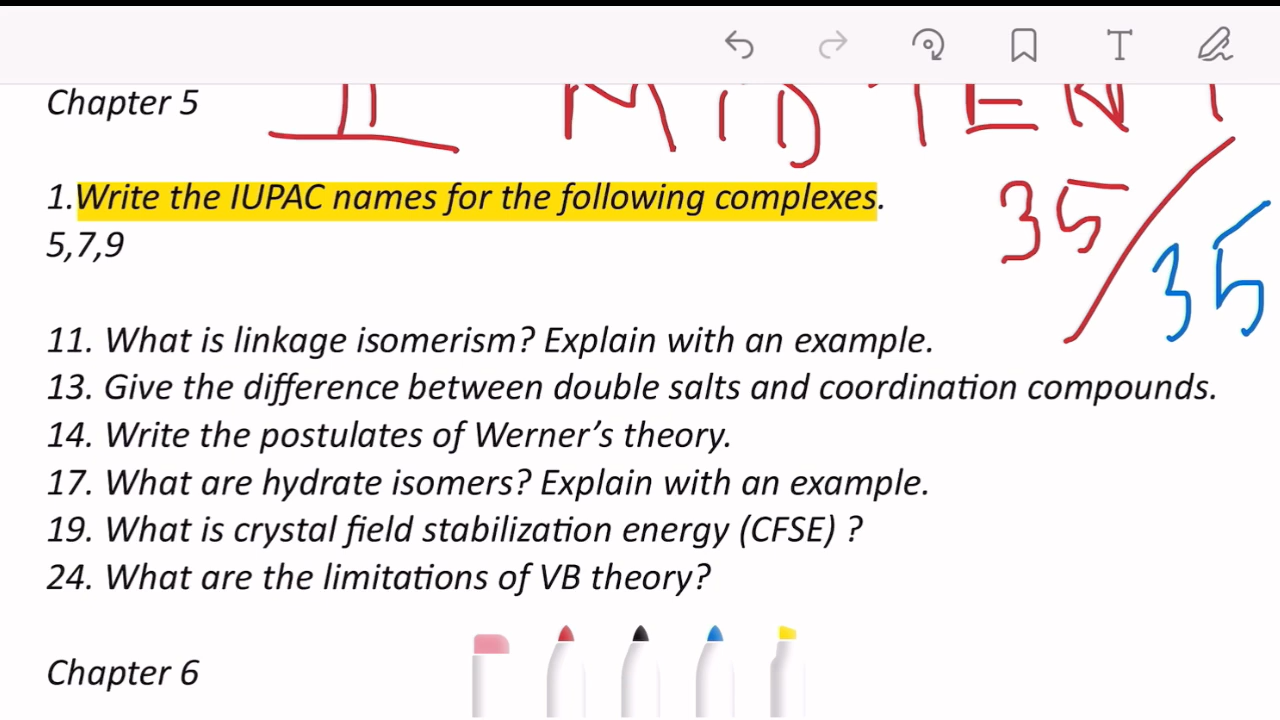 Chapter 5
II MID TERM
1.Write the IUPAC names for the following complexes.
35/35
5,7,9
11. What is linkage isomerism? Explain with an example.
13. Give the difference between double salts and coordination compounds.
14. Write the postulates of Werner’s theory.
17. What are hydrate isomers? Explain with an example.
19. What is crystal field stabilization energy (CFSE) ?
24. What are the limitations of VB theory?
Chapter 6